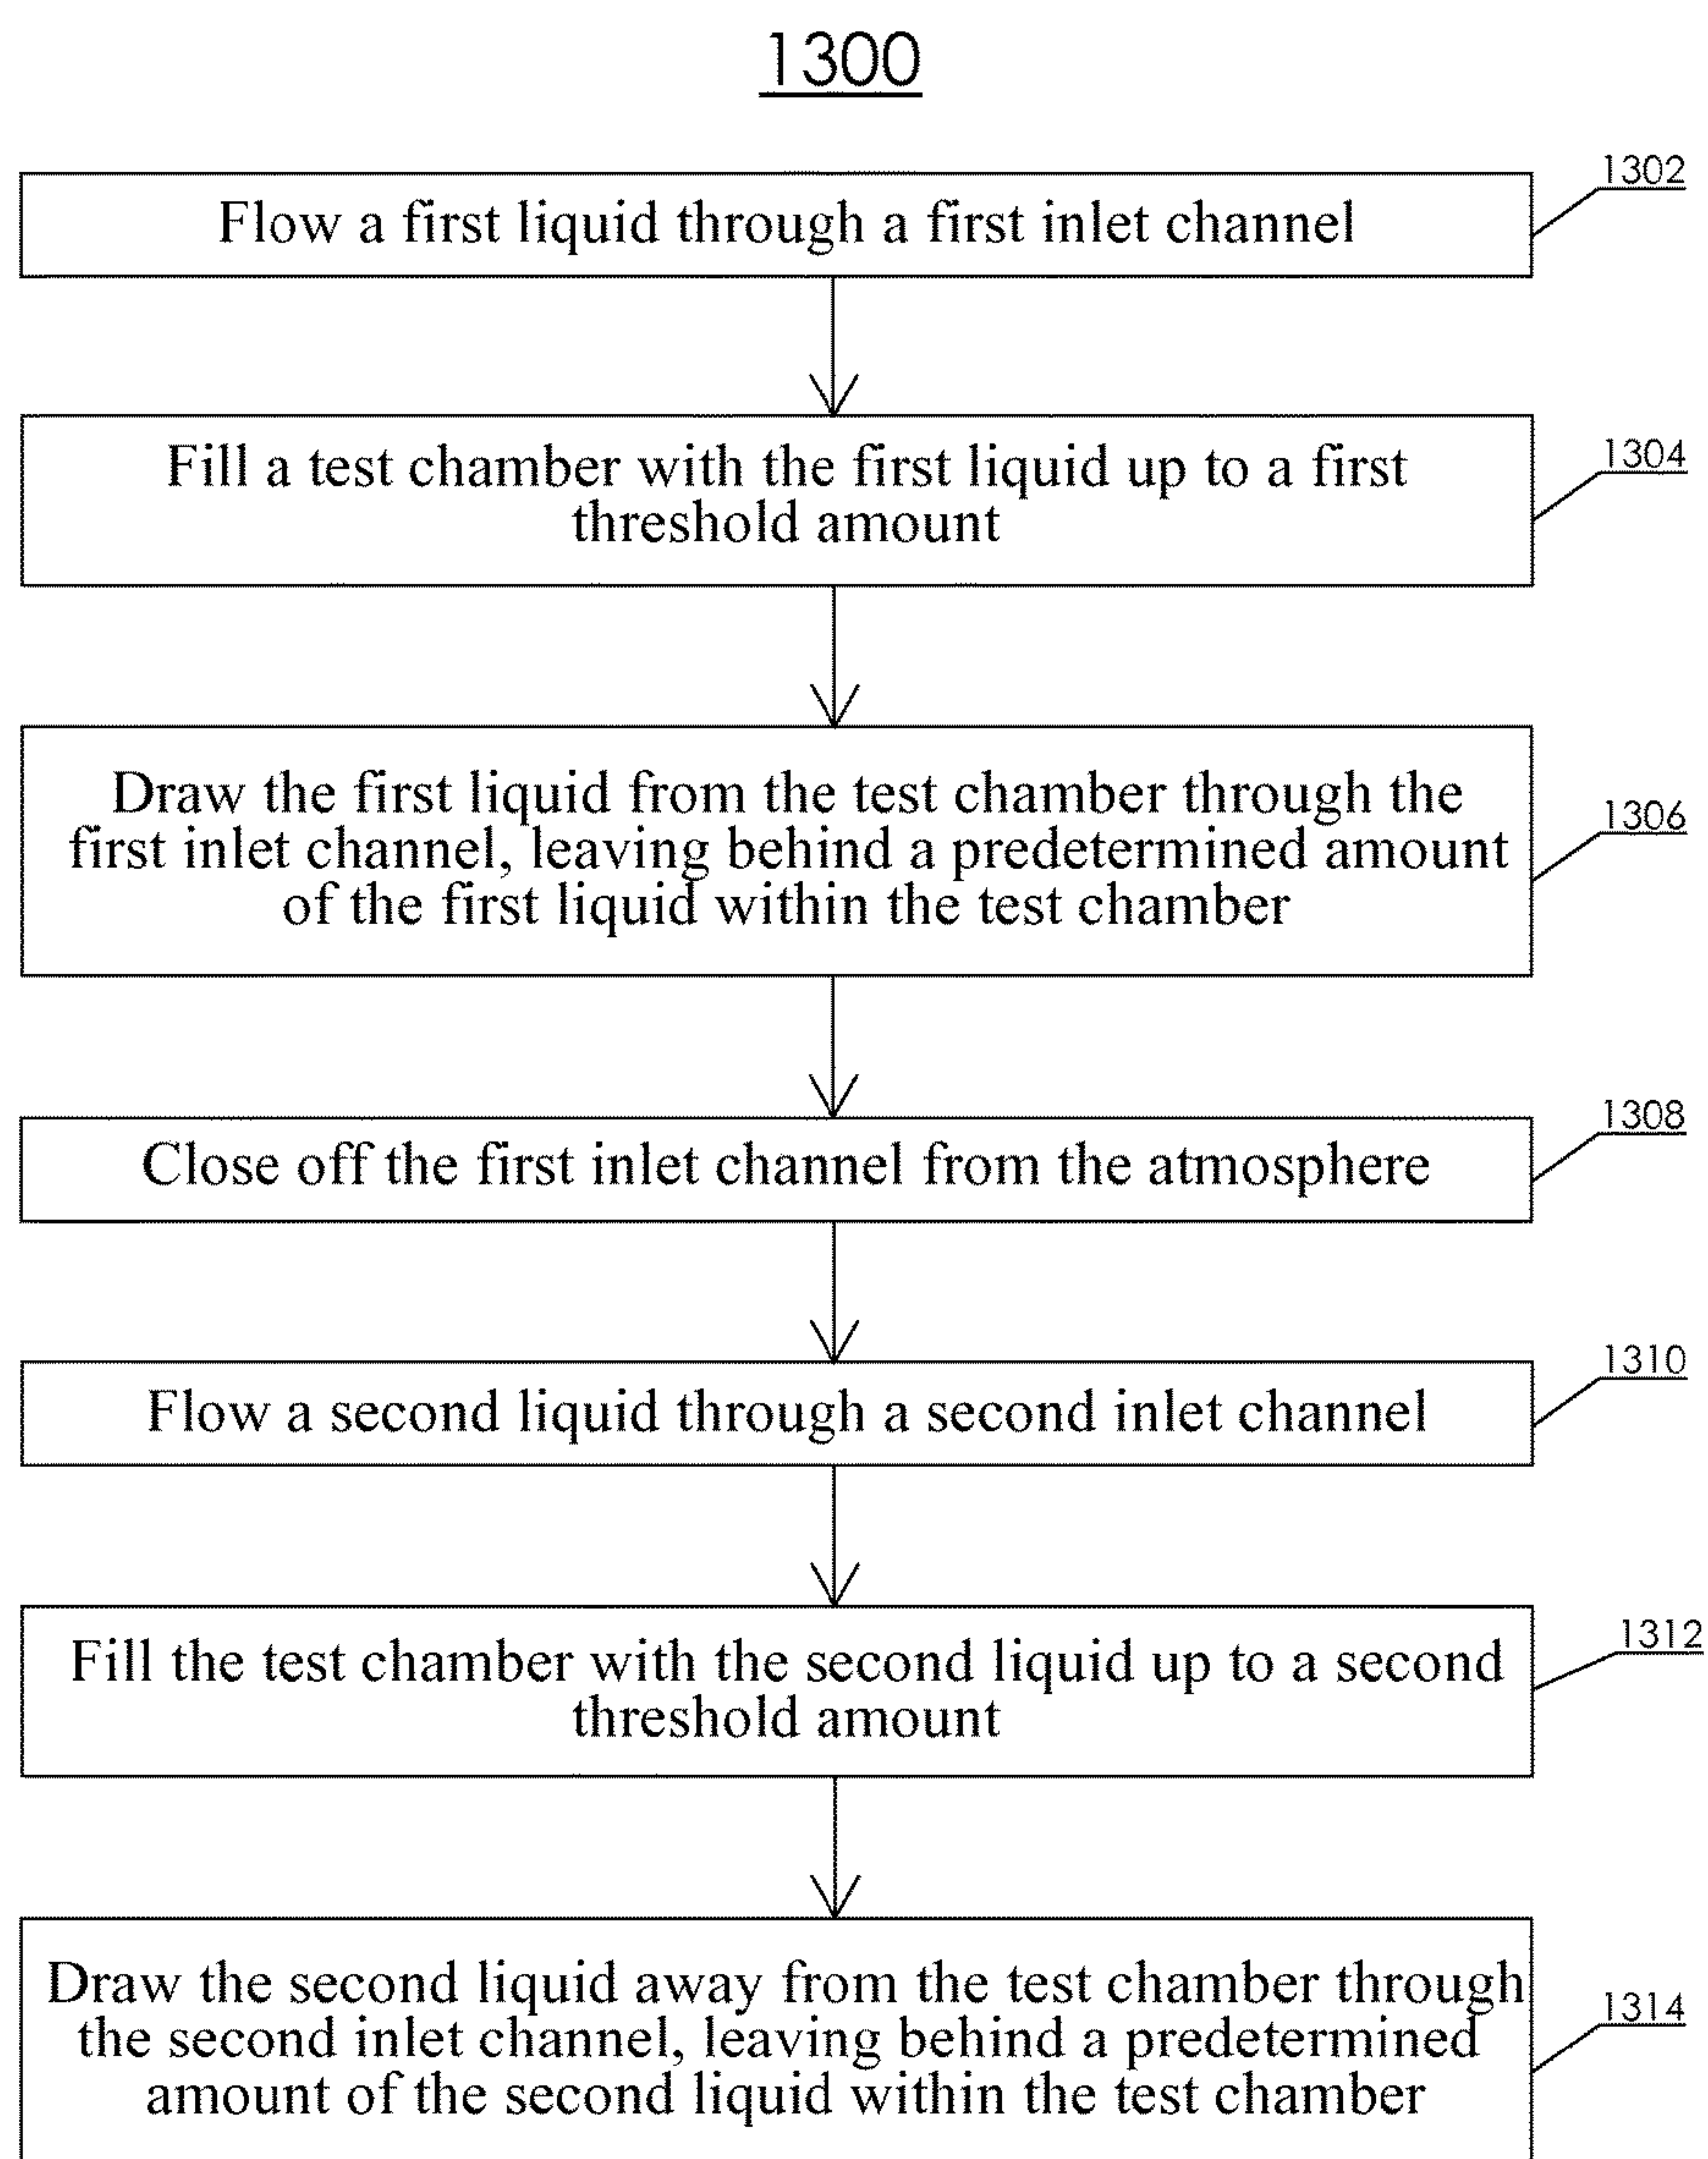 1300
1302
Flow a first liquid through a first inlet channel
1304
Fill a test chamber with the first liquid up to a first
threshold amount
1306
Draw the first liquid from the test chamber through the
first inlet channel, leaving behind a predetermined amount
of the first liquid within the test chamber
1308
Close off the first inlet channel from the atmosphere
1310
Flow a second liquid through a second inlet channel
1312
Fill the test chamber with the second liquid up to a second
threshold amount
1314
Draw the second liquid away from the test chamber through
the second inlet channel, leaving behind a predetermined
amount of the second liquid within the test chamber